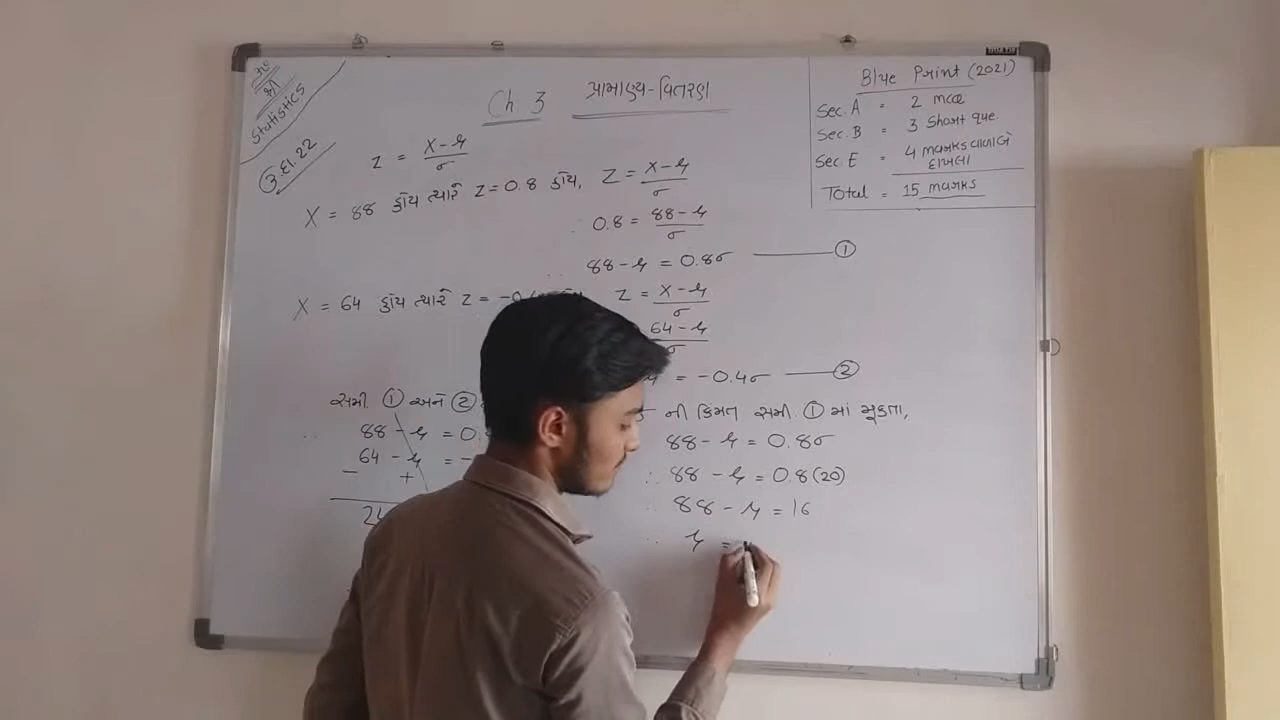 Statistics
Ch. 3 પ્રામાણ્ય-વિતરણ
Blue Print (2021)
Sec. A = 2 mcq
Sec. B = 3 Short que.
Sec. E = 4 marks વાળા બે દાખલા
Total = 15 marks
૩.દા.22
Z = X-μ / σ
X = 88 હોય ત્યારે Z = 0.8 હોય, Z = X-μ / σ
∴ 0.8 = 88-μ / σ
∴ 88-μ = 0.8σ ①
X = 64 હોય ત્યારે Z = Z = X-μ / σ
64-μ / σ
= -0.4σ ②
સમી. ① અને ②
∴ 88 - μ = 0.
64 - μ = -
- +
ની કિંમત સમી. ① માં મૂકતા,
88-μ = 0.8σ
∴ 88 - μ = 0.8(20)
∴ 88 - μ = 16
∴ μ =